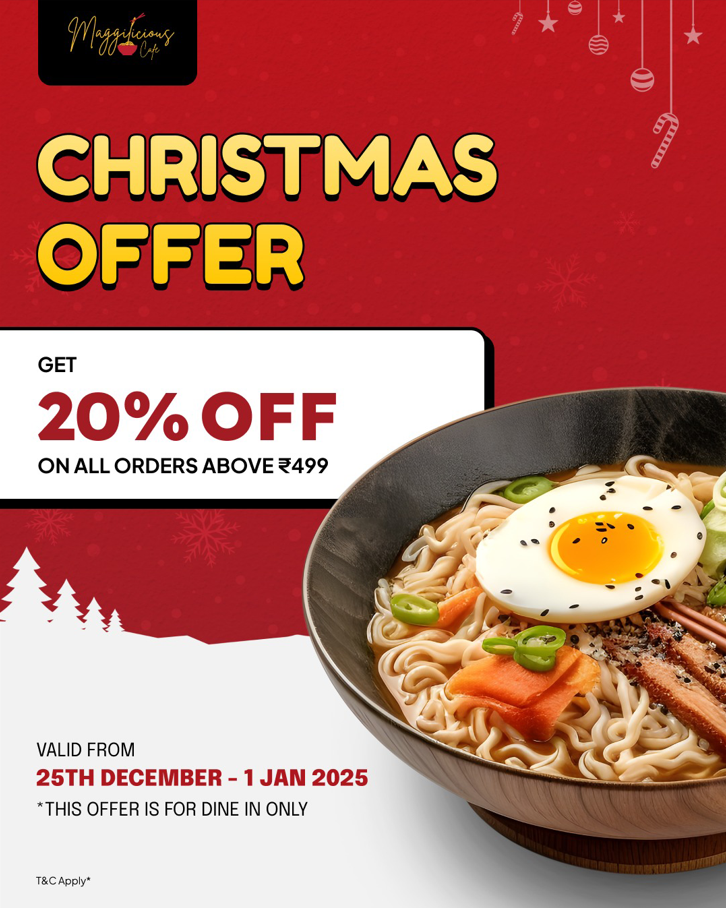 Maggilicious
Cafe
CHRISTMAS
OFFER
GET
20% OFF
ON ALL ORDERS ABOVE ₹499
VALID FROM
25TH DECEMBER - 1 JAN 2025
*THIS OFFER IS FOR DINE IN ONLY
T&C Apply*